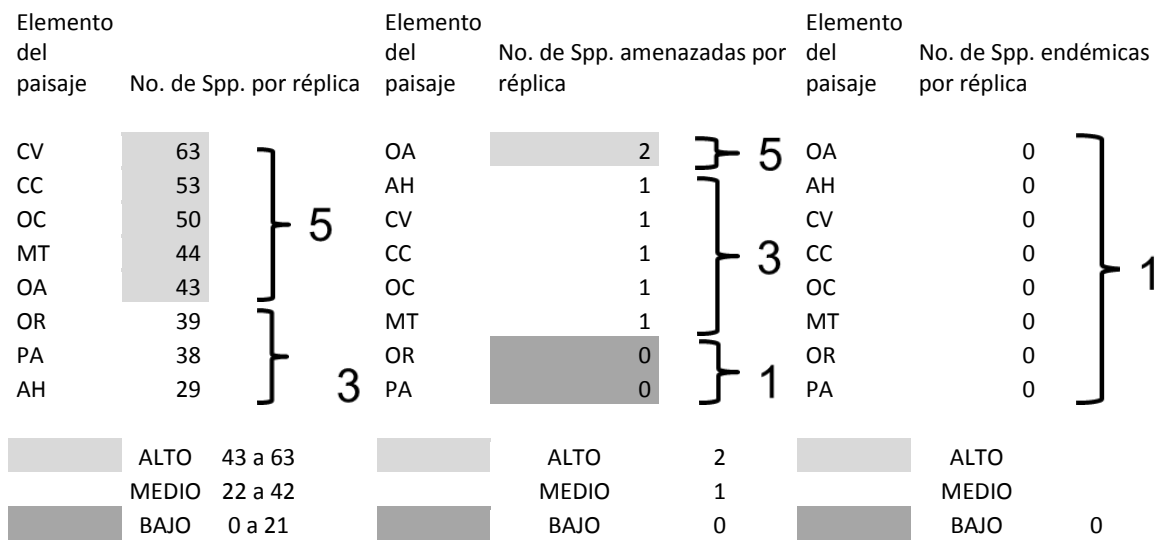 Elemento del paisaje No. de Spp. por réplica
CV 63
CC 53
OC 50
MT 44
OA 43
5
OR 39
PA 38
AH 29
3
ALTO 43 a 63
MEDIO 22 a 42
BAJO 0 a 21
Elemento del paisaje No. de Spp. amenazadas por réplica
OA 2
5
AH 1
CV 1
CC 1
OC 1
MT 1
3
OR 0
PA 0
1
ALTO 2
MEDIO 1
BAJO 0
Elemento del paisaje No. de Spp. endémicas por réplica
OA 0
AH 0
CV 0
CC 0
OC 0
MT 0
OR 0
PA 0
1
ALTO
MEDIO
BAJO 0